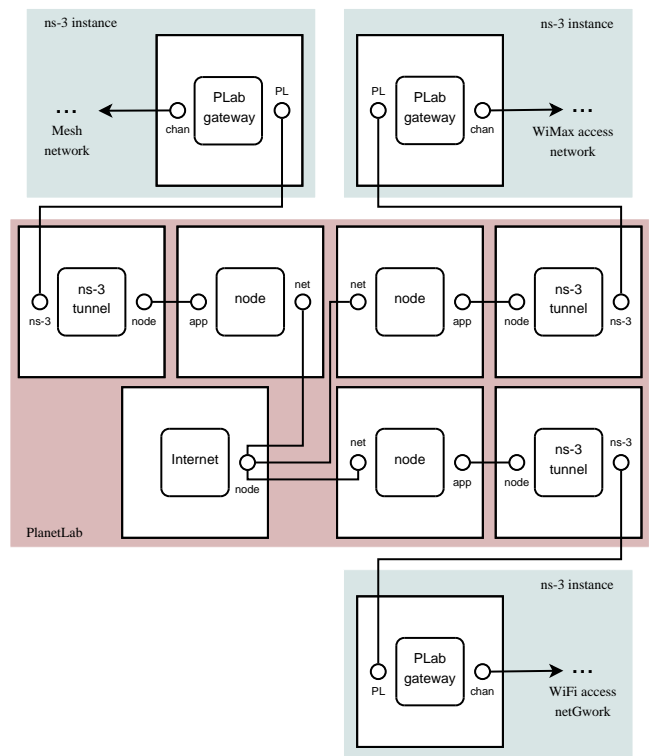 ns-3 instance
PLab
gateway
PL
chan
...
Mesh
network
ns-3 instance
PL
PLab
gateway
chan
...
WiMax access
network
ns-3
ns-3
tunnel
node
app
node
net
net
node
app
node
ns-3
tunnel
ns-3
Internet
node
net
node
app
node
ns-3
tunnel
ns-3
PlanetLab
ns-3 instance
PLab
gateway
PL
chan
...
WiFi access
netGwork